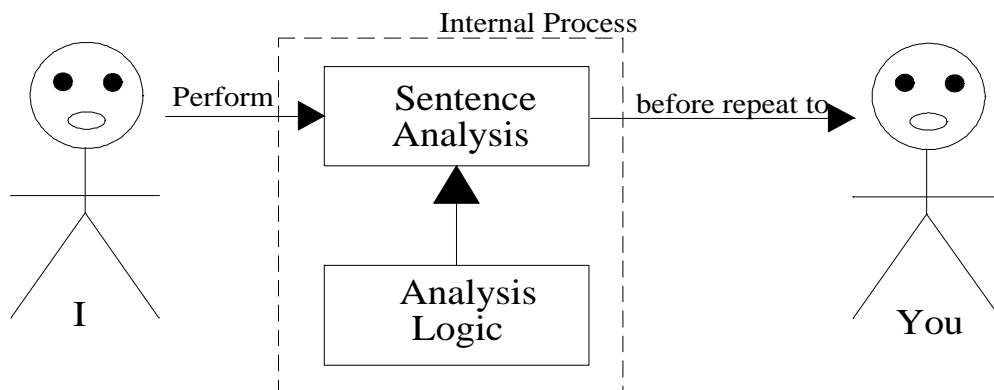 Internal Process
Perform
Sentence
Analysis
before repeat to
Analysis
Logic
I
You